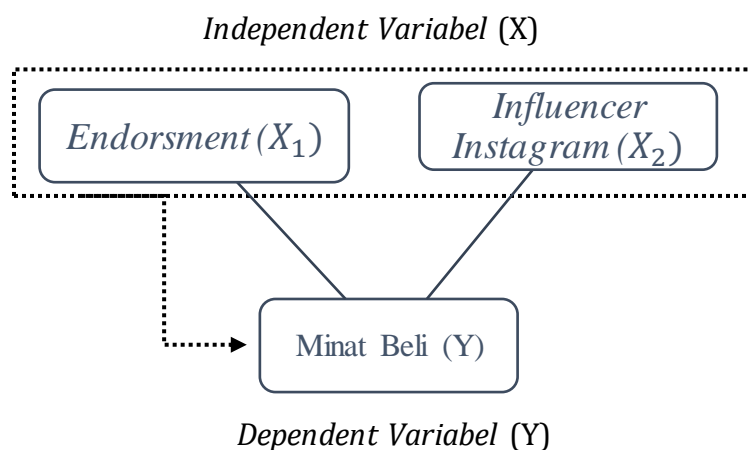 Independent Variabel (X)
Endorsment (X₁)
Influencer
Instagram (X₂)
Minat Beli (Y)
Dependent Variabel (Y)